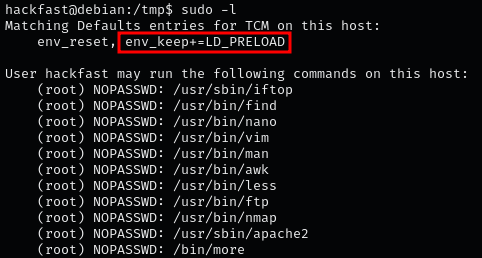 hackfast@debian:/tmp$ sudo -l
Matching Defaults entries for TCM on this host:
    env_reset, env_keep+=LD_PRELOAD
User hackfast may run the following commands on this host:
    (root) NOPASSWD: /usr/sbin/iftop
    (root) NOPASSWD: /usr/bin/find
    (root) NOPASSWD: /usr/bin/nano
    (root) NOPASSWD: /usr/bin/vim
    (root) NOPASSWD: /usr/bin/man
    (root) NOPASSWD: /usr/bin/awk
    (root) NOPASSWD: /usr/bin/less
    (root) NOPASSWD: /usr/bin/ftp
    (root) NOPASSWD: /usr/bin/nmap
    (root) NOPASSWD: /usr/sbin/apache2
    (root) NOPASSWD: /bin/more